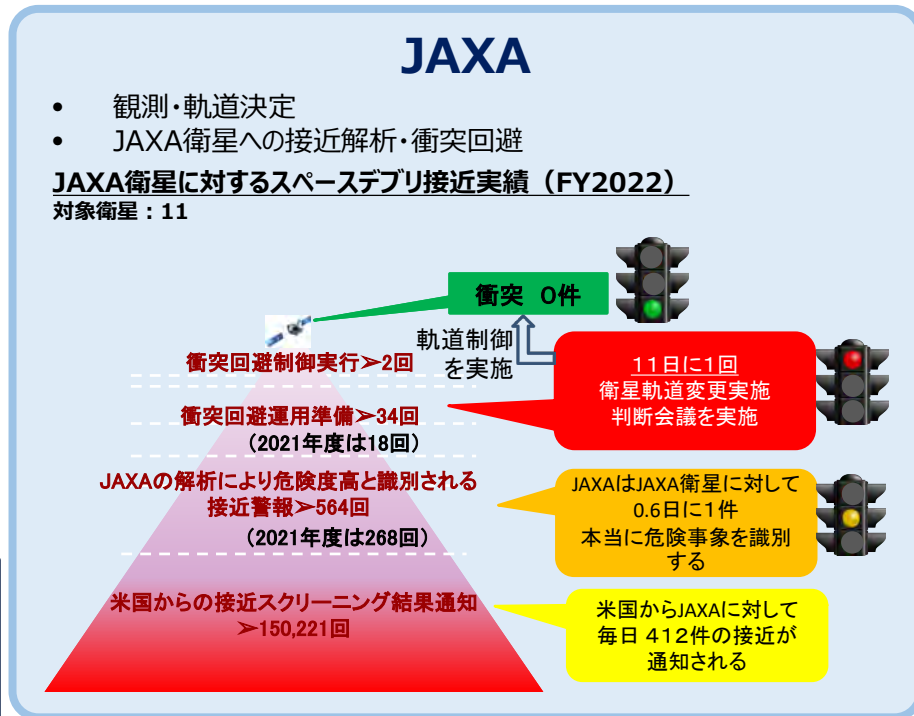 JAXA
• 観測・軌道決定
• JAXA衛星への接近解析・衝突回避
JAXA衛星に対するスペースデブリ接近実績（FY2022）
対象衛星：11
衝突 0件
軌道制御
を実施
衝突回避制御実行➢2回
11日に1回
衛星軌道変更実施
判断会議を実施
衝突回避運用準備➢34回
(2021年度は18回)
JAXAの解析により危険度高と識別される
接近警報➢564回
(2021年度は268回)
JAXAはJAXA衛星に対して
0.6日に1件
本当に危険事象を識別
する
米国からの接近スクリーニング結果通知
➢150,221回
米国からJAXAに対して
毎日 412件の接近が
通知される